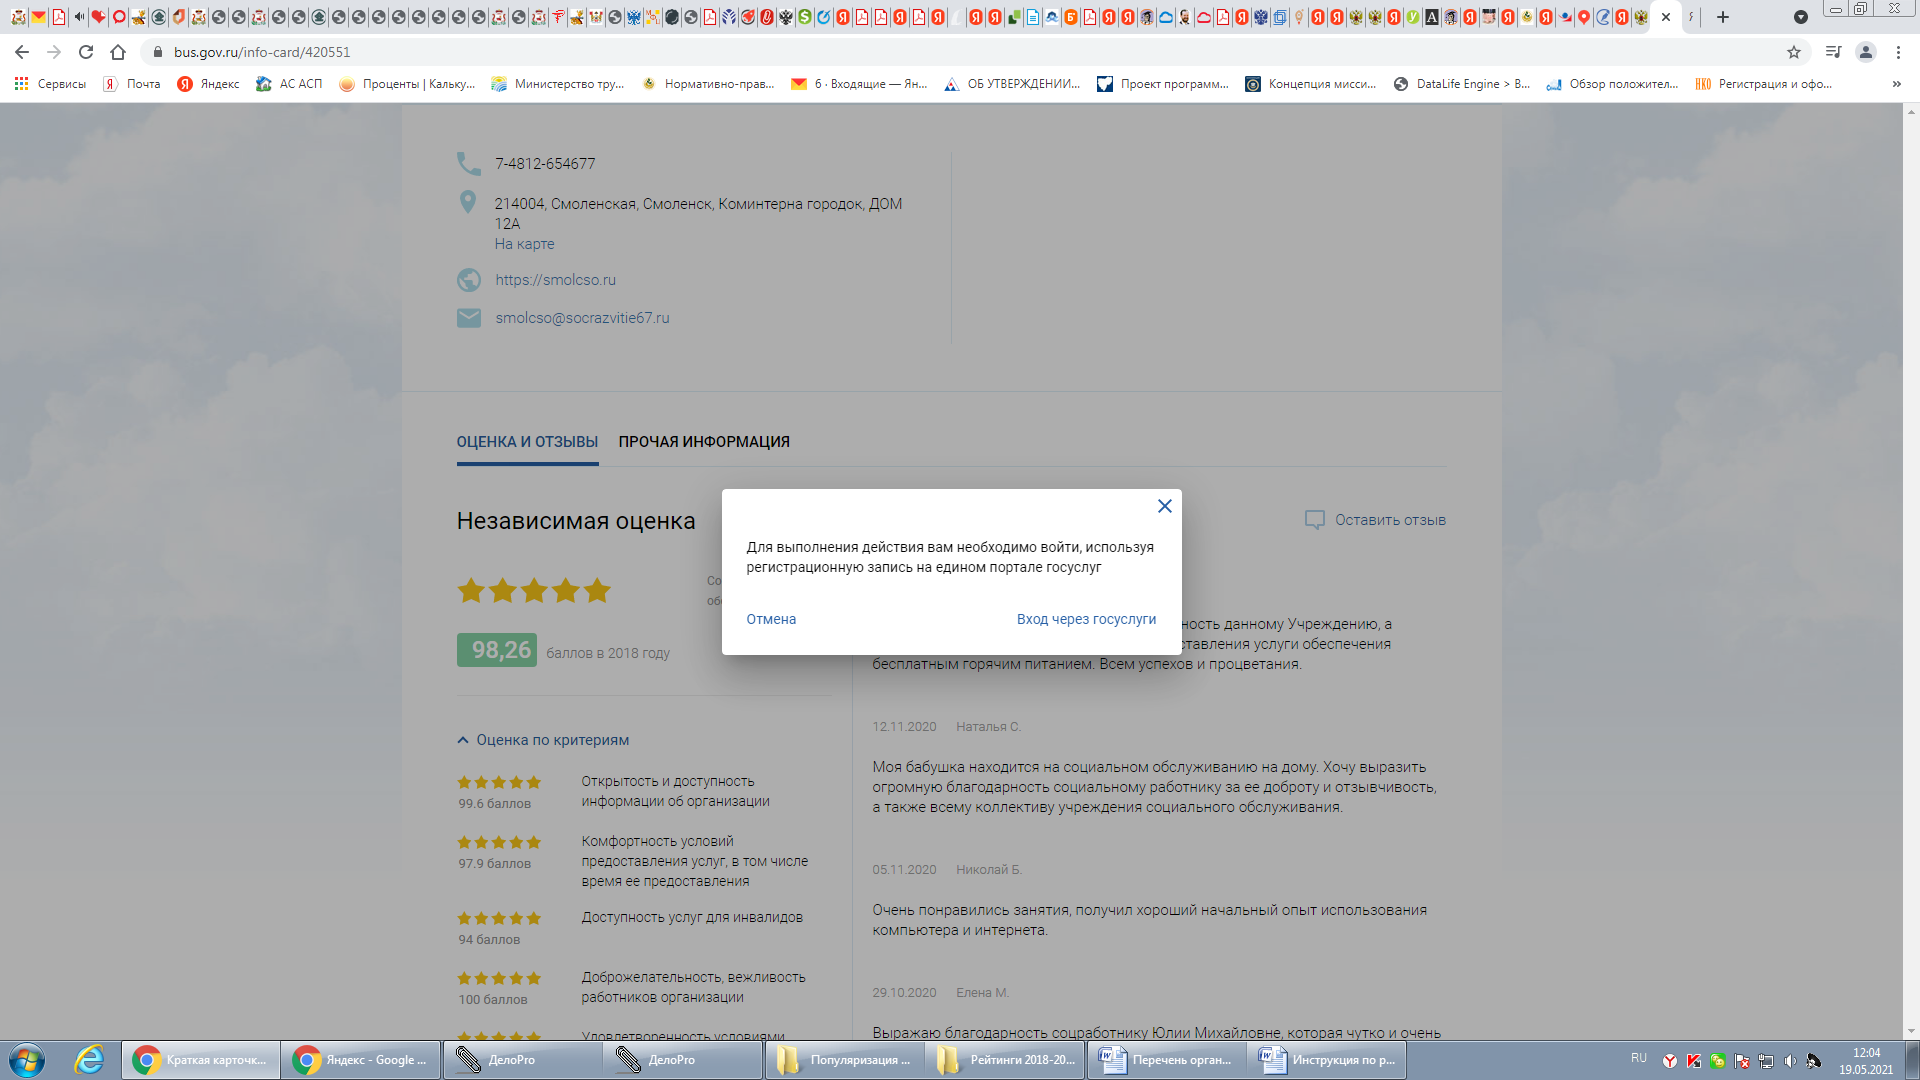 bus.gov.ru/info-card/420551
Сервисы
Почта
Яндекс
АС АСП
Проценты | Кальку...
Министерство тру...
Нормативно-прав...
6 · Входящие — Ян...
ОБ УТВЕРЖДЕНИИ...
Проект программ...
Концепция мисси...
DataLife Engine > В...
Обзор положител...
НКО
Регистрация и офо...
7-4812-654677
214004, Смоленская, Смоленск, Коминтерна городок, ДОМ
12А
На карте
https://smolcso.ru
smolcso@socrazvitie67.ru
ОЦЕНКА И ОТЗЫВЫ
ПРОЧАЯ ИНФОРМАЦИЯ
Независимая оценка
Оставить отзыв
Для выполнения действия вам необходимо войти, используя
регистрационную запись на едином портале госуслуг
Отмена
Вход через госуслуги
98,26
баллов в 2018 году
ность данному Учреждению, а
ставления услуги обеспечения
бесплатным горячим питанием. Всем успехов и процветания.
Оценка по критериям
99.6 баллов
Открытость и доступность
информации об организации
97.9 баллов
Комфортность условий
предоставления услуг, в том числе
время ее предоставления
94 баллов
Доступность услуг для инвалидов
100 баллов
Доброжелательность, вежливость
работников организации
Удовлетворенность условиями
12.11.2020 Наталья С.
Моя бабушка находится на социальном обслуживанию на дому. Хочу выразить
огромную благодарность социальному работнику за ее доброту и отзывчивость,
а также всему коллективу учреждения социального обслуживания.
05.11.2020 Николай Б.
Очень понравились занятия, получил хороший начальный опыт использования
компьютера и интернета.
29.10.2020 Елена М.
Выражаю благодарность соцработнику Юлии Михайловне, которая чутко и очень
Краткая карточк...
Яндекс - Google ...
ДелоPro
ДелоPro
Популяризация ...
Рейтинги 2018-20...
Перечень орган...
Инструкция по р...
RU
12:04
19.05.2021